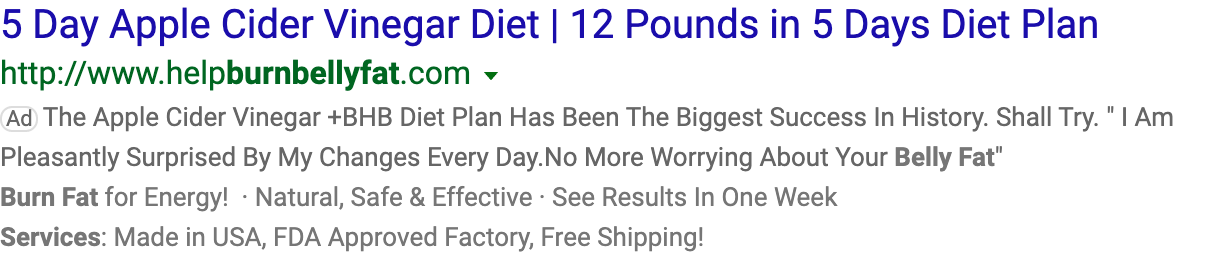 5 Day Apple Cider Vinegar Diet | 12 Pounds in 5 Days Diet Plan
http://www.helpburnbellyfat.com
Ad The Apple Cider Vinegar +BHB Diet Plan Has Been The Biggest Success In History. Shall Try. " I Am
Pleasantly Surprised By My Changes Every Day.No More Worrying About Your Belly Fat"
Burn Fat for Energy! · Natural, Safe & Effective · See Results In One Week
Services: Made in USA, FDA Approved Factory, Free Shipping!